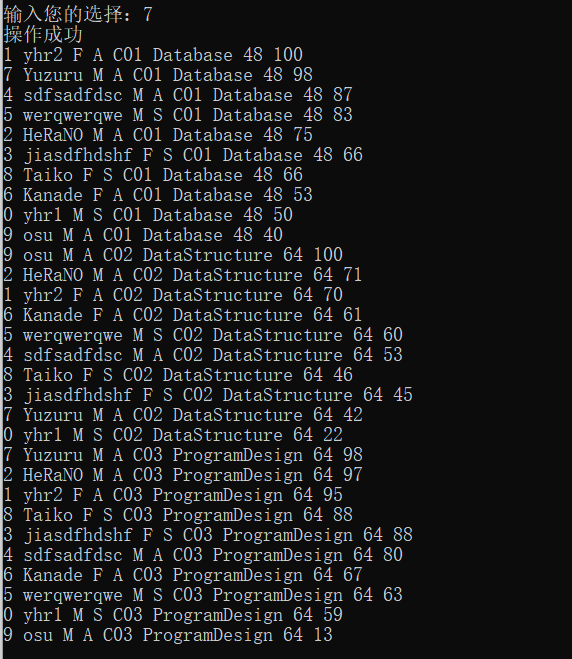 输入您的选择：7
操作成功
1 yhr2 F A C01 Database 48 100
7 Yuzuru M A C01 Database 48 98
4 sdfsadfdsc M A C01 Database 48 87
5 werqwerqwe M S C01 Database 48 83
2 HeRaNO M A C01 Database 48 75
3 jiasdfhdshf F S C01 Database 48 66
8 Taiko F S C01 Database 48 66
6 Kanade F A C01 Database 48 53
0 yhr1 M S C01 Database 48 50
9 osu M A C01 Database 48 40
9 osu M A C02 DataStructure 64 100
2 HeRaNO M A C02 DataStructure 64 71
1 yhr2 F A C02 DataStructure 64 70
6 Kanade F A C02 DataStructure 64 61
5 werqwerqwe M S C02 DataStructure 64 60
4 sdfsadfdsc M A C02 DataStructure 64 53
8 Taiko F S C02 DataStructure 64 46
3 jiasdfhdshf F S C02 DataStructure 64 45
7 Yuzuru M A C02 DataStructure 64 42
0 yhr1 M S C02 DataStructure 64 22
7 Yuzuru M A C03 ProgramDesign 64 98
2 HeRaNO M A C03 ProgramDesign 64 97
1 yhr2 F A C03 ProgramDesign 64 95
8 Taiko F S C03 ProgramDesign 64 88
3 jiasdfhdshf F S C03 ProgramDesign 64 88
4 sdfsadfdsc M A C03 ProgramDesign 64 80
6 Kanade F A C03 ProgramDesign 64 67
5 werqwerqwe M S C03 ProgramDesign 64 63
0 yhr1 M S C03 ProgramDesign 64 59
9 osu M A C03 ProgramDesign 64 13